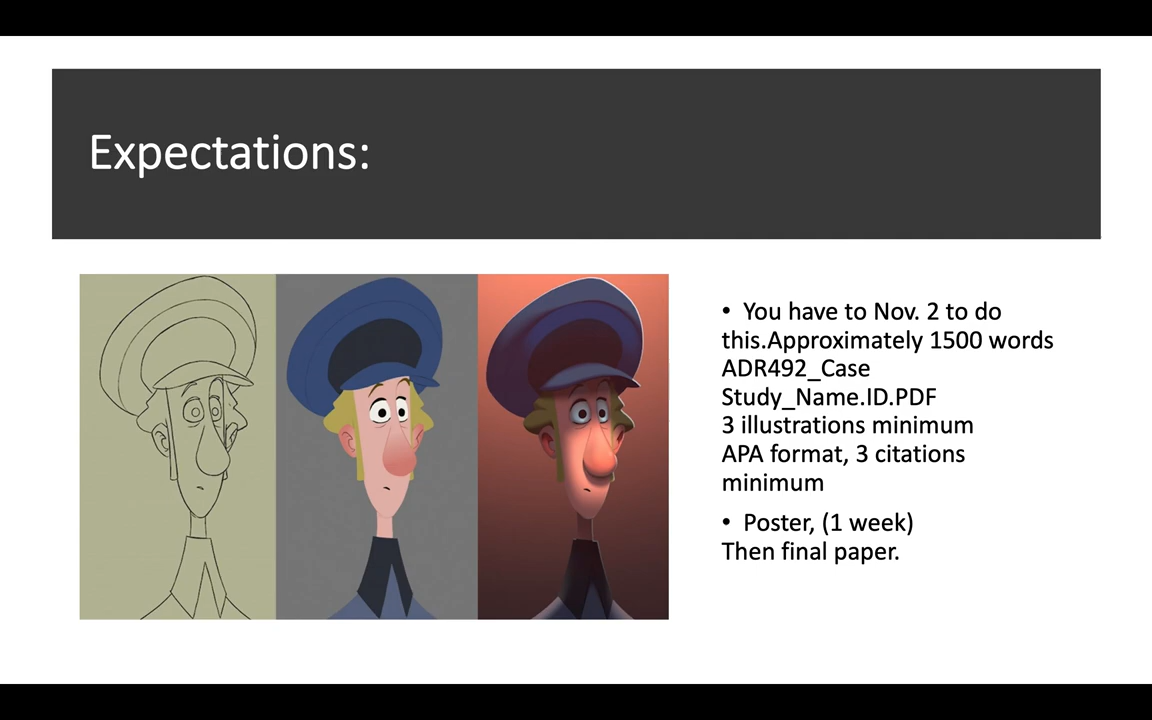 Expectations:
• You have to Nov. 2 to do
this.Approximately 1500 words
ADR492_Case
Study_Name.ID.PDF
3 illustrations minimum
APA format, 3 citations
minimum
• Poster, (1 week)
Then final paper.